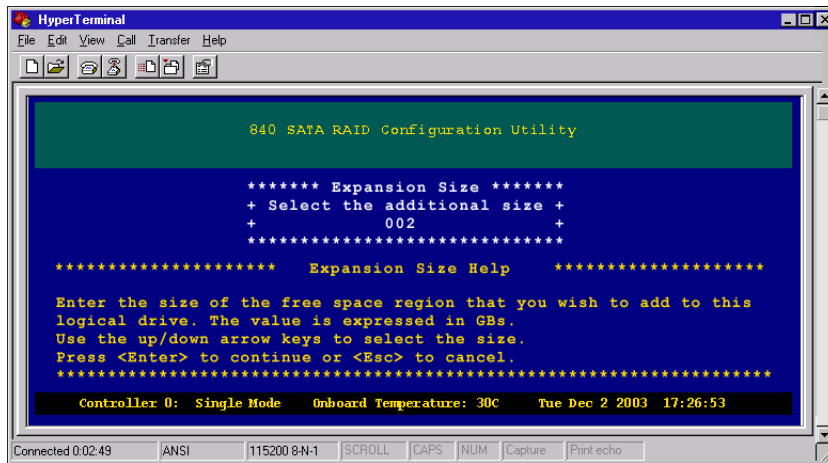 HyperTerminal
File Edit View Call Transfer Help
840 SATA RAID Configuration Utility
******* Expansion Size *******
+ Select the additional size +
+ 002 +
******************************
********************* Expansion Size Help ********************
Enter the size of the free space region that you wish to add to this
logical drive. The value is expressed in GBs.
Use the up/down arrow keys to select the size.
Press <Enter> to continue or <Esc> to cancel.
********************************************************************
Controller 0: Single Mode Onboard Temperature: 30C Tue Dec 2 2003 17:26:53
Connected 0:02:49 ANSI 115200 8-N-1 SCROLL CAPS NUM Capture Print echo